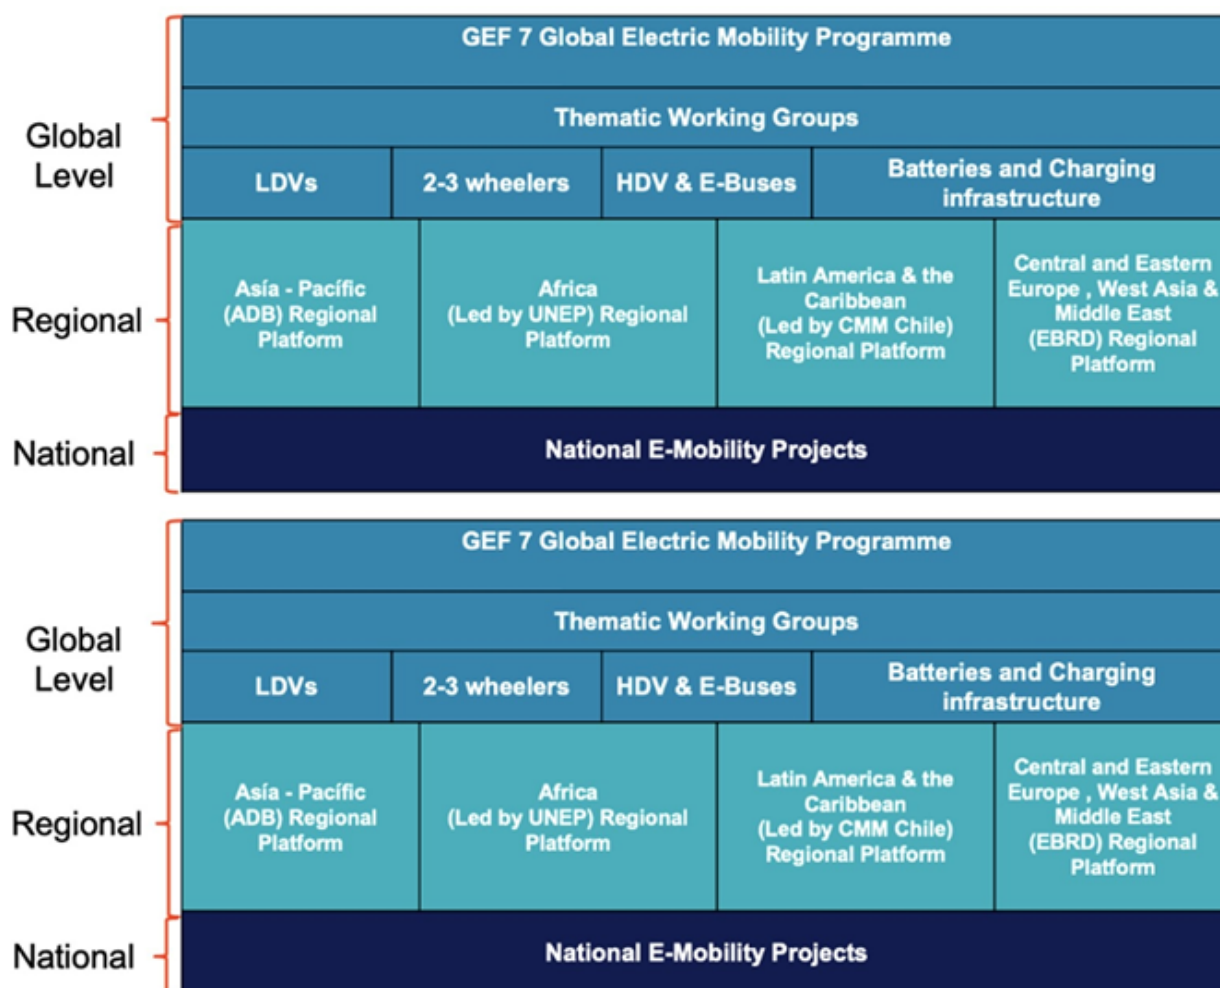 GEF 7 Global Electric Mobility Programme
Thematic Working Groups
Global
Level
LDVs
2-3 wheelers
HDV & E-Buses
Batteries and Charging
infrastructure
Regional
Asía - Pacífic
(ADB) Regional
Platform
Africa
(Led by UNEP) Regional
Platform
Latin America & the
Caribbean
(Led by CMM Chile)
Regional Platform
Central and Eastern
Europe , West Asia &
Middle East
(EBRD) Regional
Platform
National
National E-Mobility Projects
GEF 7 Global Electric Mobility Programme
Thematic Working Groups
Global
Level
LDVs
2-3 wheelers
HDV & E-Buses
Batteries and Charging
infrastructure
Regional
Asía - Pacífic
(ADB) Regional
Platform
Africa
(Led by UNEP) Regional
Platform
Latin America & the
Caribbean
(Led by CMM Chile)
Regional Platform
Central and Eastern
Europe , West Asia &
Middle East
(EBRD) Regional
Platform
National
National E-Mobility Projects